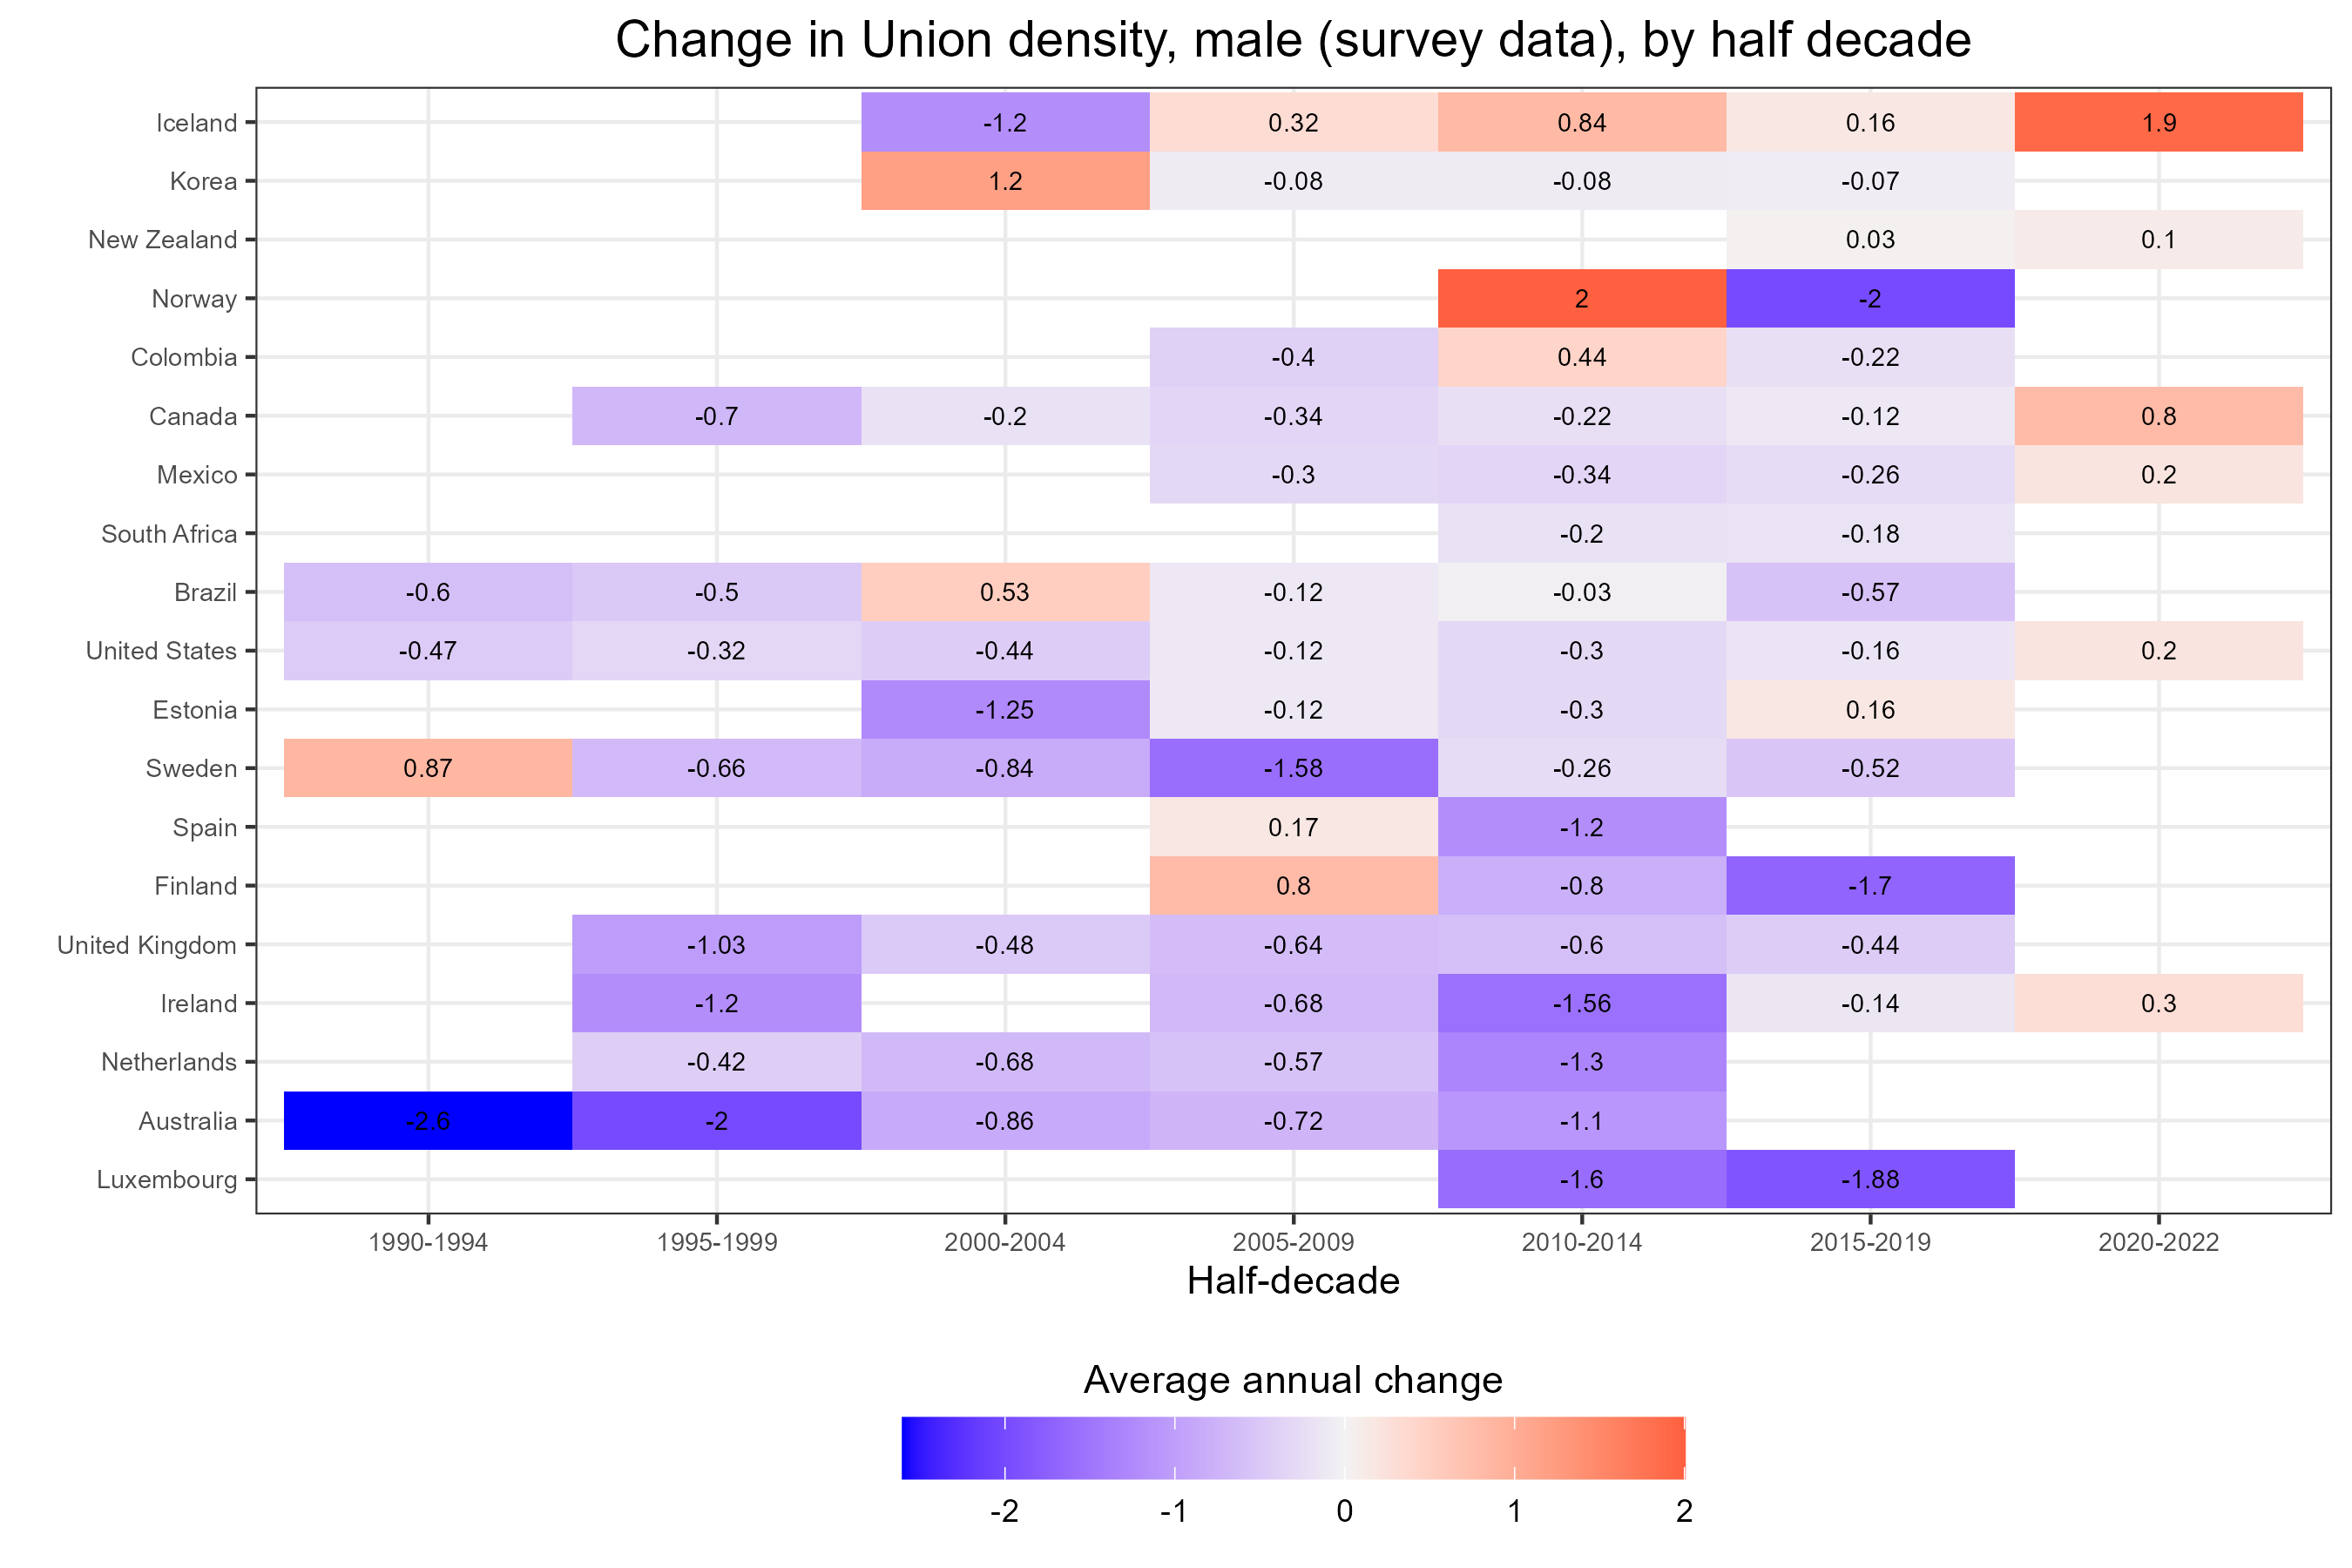 Change in Union density, male (survey data), by half decade
Iceland -1.2 0.32 0.84 0.16 1.9
Korea 1.2 -0.08 -0.08 -0.07
New Zealand 0.03 0.1
Norway 2 -2
Colombia -0.4 0.44 -0.22
Canada -0.7 -0.2 -0.34 -0.22 -0.12 0.8
Mexico -0.3 -0.34 -0.26 0.2
South Africa -0.2 -0.18
Brazil -0.6 -0.5 0.53 -0.12 -0.03 -0.57
United States -0.47 -0.32 -0.44 -0.12 -0.3 -0.16 0.2
Estonia -1.25 -0.12 -0.3 0.16
Sweden 0.87 -0.66 -0.84 -1.58 -0.26 -0.52
Spain 0.17 -1.2
Finland 0.8 -0.8 -1.7
United Kingdom -1.03 -0.48 -0.64 -0.6 -0.44
Ireland -1.2 -0.68 -1.56 -0.14 0.3
Netherlands -0.42 -0.68 -0.57 -1.3
Australia -2.6 -2 -0.86 -0.72 -1.1
Luxembourg -1.6 -1.88
1990-1994 1995-1999 2000-2004 2005-2009 2010-2014 2015-2019 2020-2022
Half-decade
Average annual change
-2 -1 0 1 2